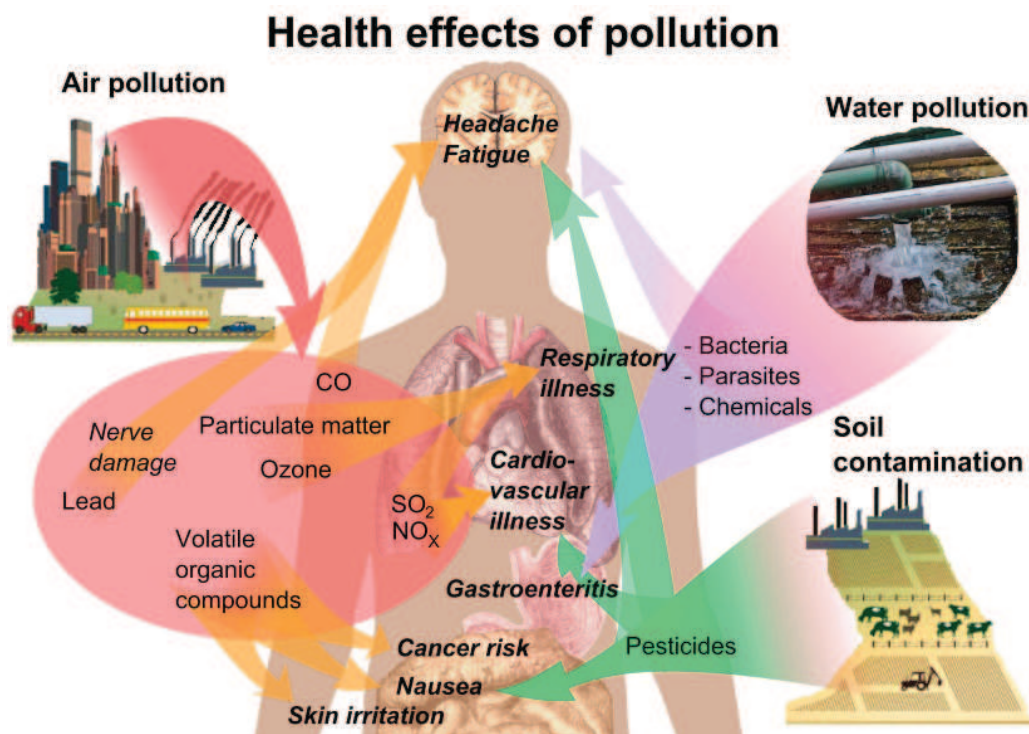 Health effects of pollution
Air pollution
Water pollution
Headache
Fatigue
CO
Particulate matter
Ozone
Nerve
damage
Lead
SO₂
NOₓ
Volatile
organic
compounds
Respiratory
illness
Cardio-
vascular
illness
Gastroenteritis
Cancer risk
Nausea
Skin irritation
- Bacteria
- Parasites
- Chemicals
Soil
contamination
Pesticides